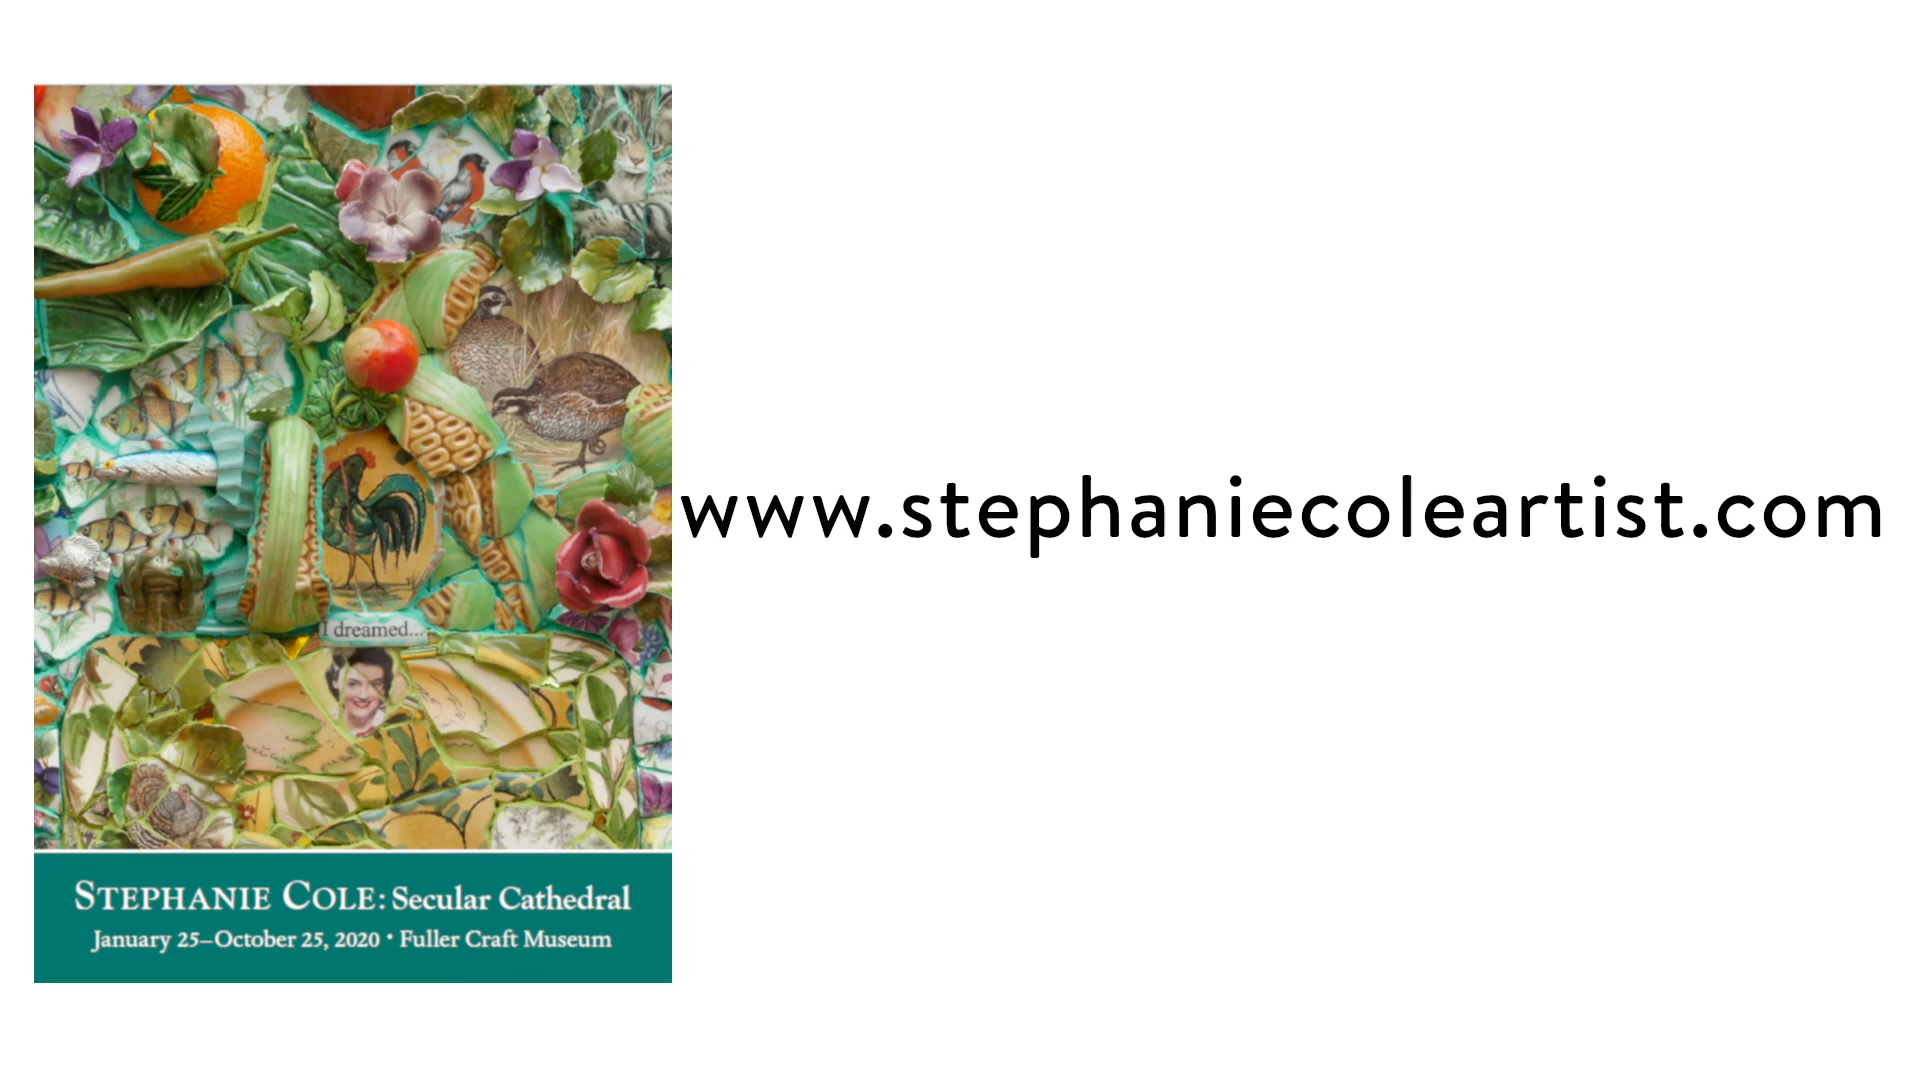 I dreamed...
STEPHANIE COLE: Secular Cathedral
January 25–October 25, 2020 • Fuller Craft Museum
www.stephaniecoleartist.com